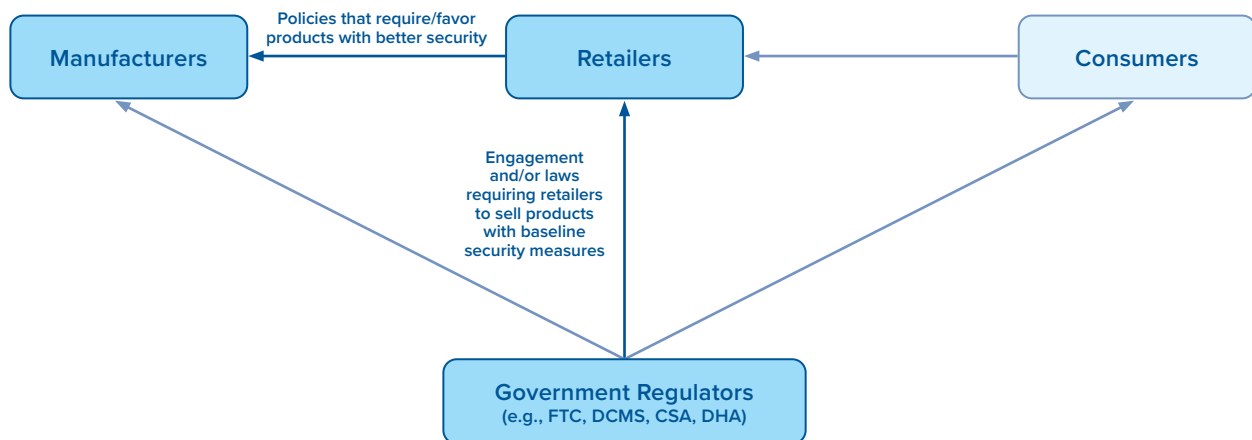 Policies that require/favor
products with better security
Manufacturers
Retailers
Consumers
Engagement
and/or laws
requiring retailers
to sell products
with baseline
security measures
Government Regulators
(e.g., FTC, DCMS, CSA, DHA)